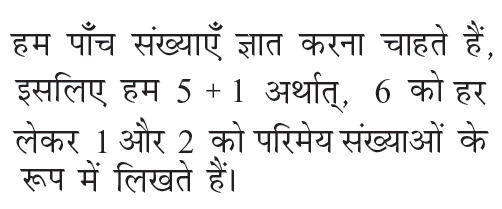 हम पाँच संख्याएँ ज्ञात करना चाहते हैं,
इसलिए हम 5 + 1 अर्थात्, 6 को हर
लेकर 1 और 2 को परिमेय संख्याओं के
रूप में लिखते हैं।